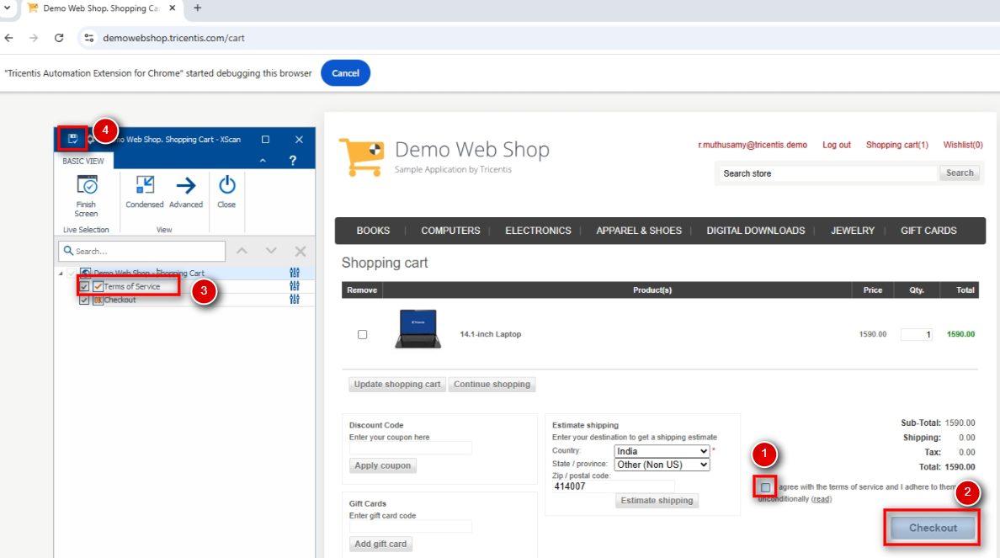 Demo Web Shop. Shopping Ca
demowebshop.tricentis.com/cart
"Tricentis Automation Extension for Chrome" started debugging this browser
Cancel
4
mo Web Shop. Shopping Cart - XScan
BASIC VIEW
?
Finish
Screen
Condensed
Advanced
Close
Live Selection
View
Search...
Demo Web Shop - Shopping Cart
Terms of Service
3
OK Checkout
Demo Web Shop
Sample Application by Tricentis
r.muthusamy@tricentis.demo
Log out
Shopping cart(1)
Wishlist(0)
Search store
Search
BOOKS
COMPUTERS
ELECTRONICS
APPAREL & SHOES
DIGITAL DOWNLOADS
JEWELRY
GIFT CARDS
Shopping cart
Remove
Product(s)
Price
Qty.
Total
14.1-inch Laptop
1590.00
1
1590.00
Update shopping cart
Continue shopping
Discount Code
Enter your coupon here
Apply coupon
Gift Cards
Enter gift card code
Add gift card
Estimate shipping
Enter your destination to get a shipping estimate
Country: India *
State / province: Other (Non US)
Zip / postal code:
414007
Estimate shipping
Sub-Total: 1590.00
Shipping: 0.00
Tax: 0.00
Total: 1590.00
1
agree with the terms of service and I adhere to them
unconditionally (read)
2
Checkout